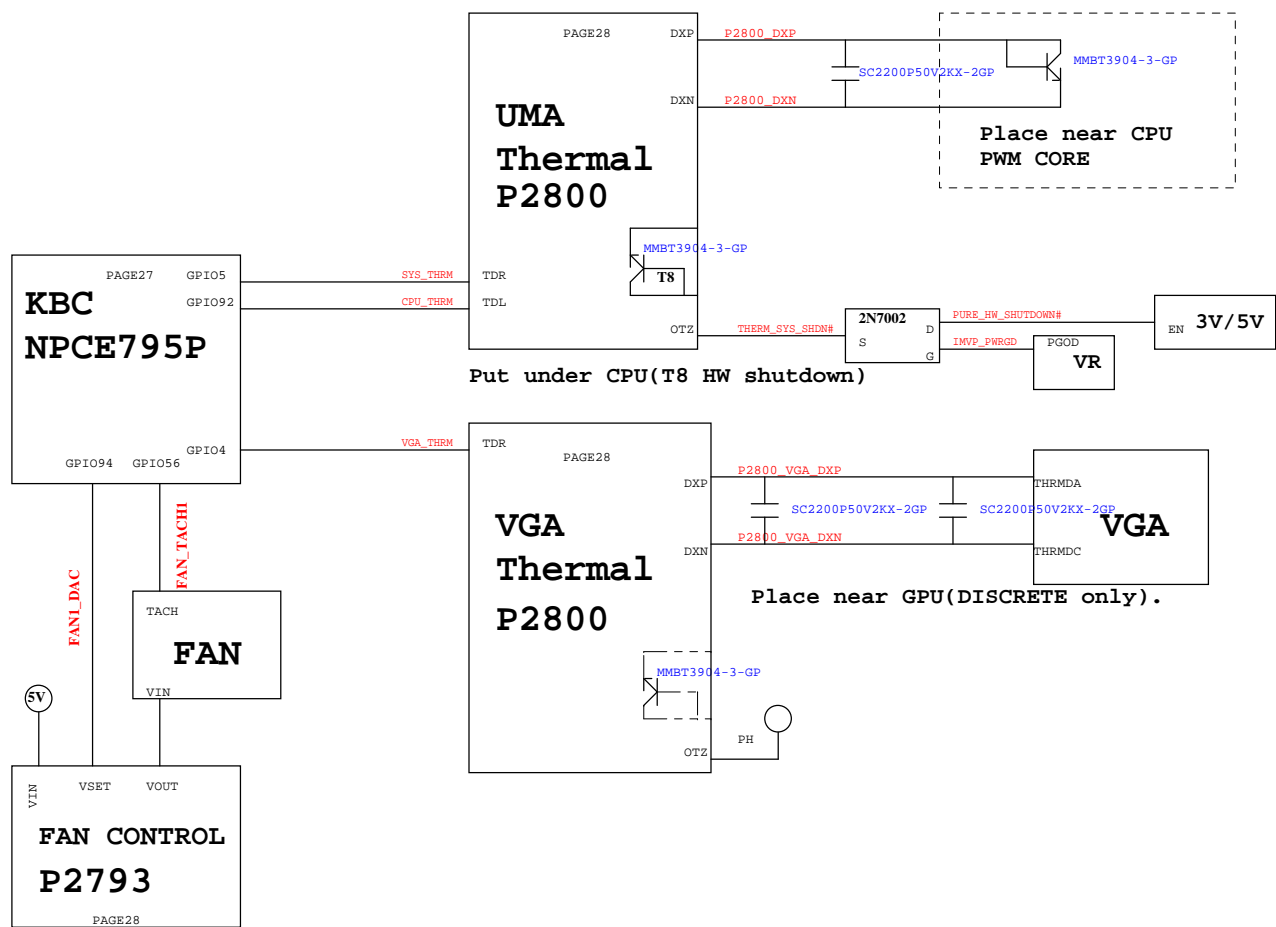 PAGE28
DXP
P2800_DXP
MMBT3904-3-GP
SC2200P50V2KX-2GP
DXN
P2800_DXN
UMA
Thermal
P2800
Place near CPU
PWM CORE
MMBT3904-3-GP
T8
PAGE27
GPIO5
SYS_THRM
TDR
GPIO92
CPU_THRM
TDL
KBC
NPCE795P
OTZ
THERM_SYS_SHDN#
2N7002
S
D
G
PURE_HW_SHUTDOWN#
IMVP_PWRGD
EN
3V/5V
PGOD
VR
Put under CPU(T8 HW shutdown)
GPIO4
VGA_THRM
TDR
PAGE28
GPIO94
GPIO56
DXP
P2800_VGA_DXP
THRMDA
SC2200P50V2KX-2GP
SC2200P50V2KX-2GP
VGA
DXN
P2800_VGA_DXN
THRMDC
VGA
Thermal
P2800
Place near GPU(DISCRETE only).
FAN1_DAC
FAN_TACH1
TACH
FAN
VIN
MMBT3904-3-GP
5V
OTZ
PH
VIN
VSET
VOUT
FAN CONTROL
P2793
PAGE28